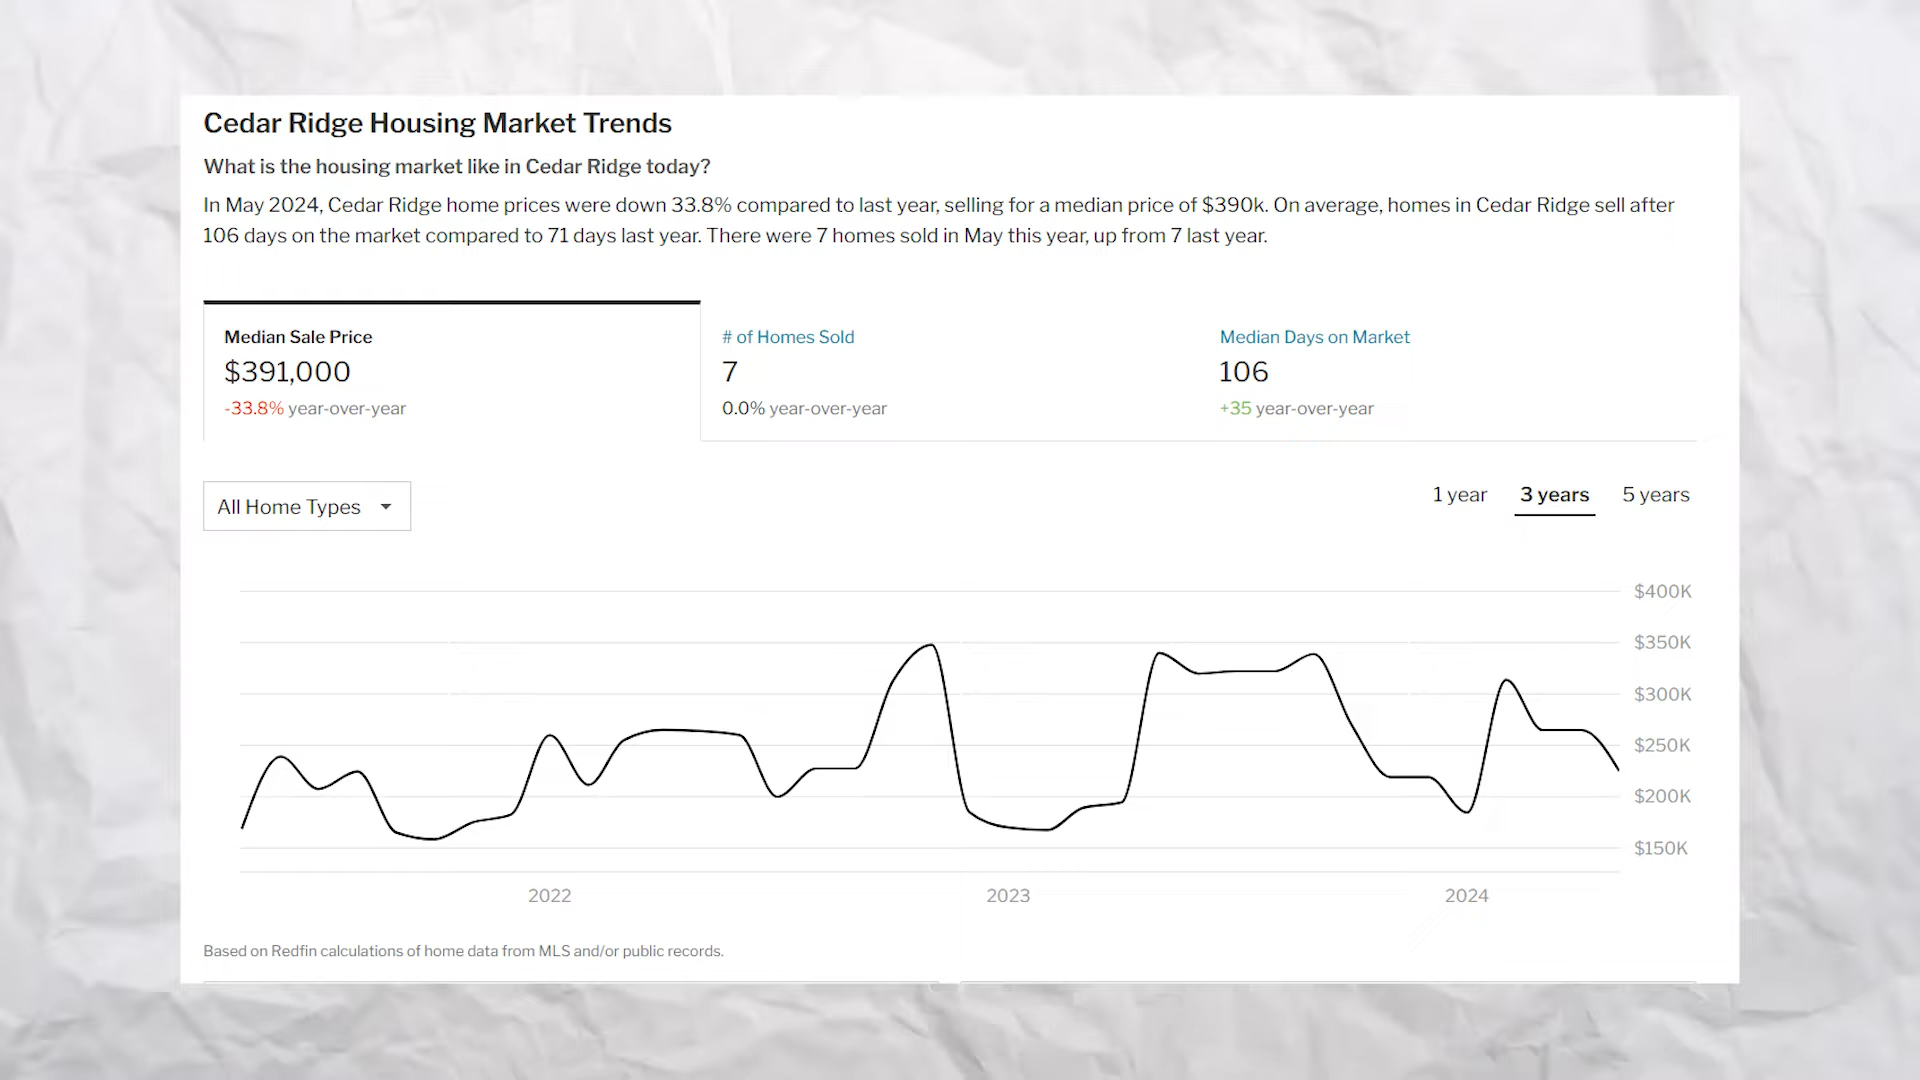 Cedar Ridge Housing Market Trends
What is the housing market like in Cedar Ridge today?
In May 2024, Cedar Ridge home prices were down 33.8% compared to last year, selling for a median price of $390k. On average, homes in Cedar Ridge sell after
106 days on the market compared to 71 days last year. There were 7 homes sold in May this year, up from 7 last year.
Median Sale Price
$391,000
-33.8% year-over-year
# of Homes Sold
7
0.0% year-over-year
Median Days on Market
106
+35 year-over-year
All Home Types
1 year 3 years 5 years
$400K
$350K
$300K
$250K
$200K
$150K
2022 2023 2024
Based on Redfin calculations of home data from MLS and/or public records.